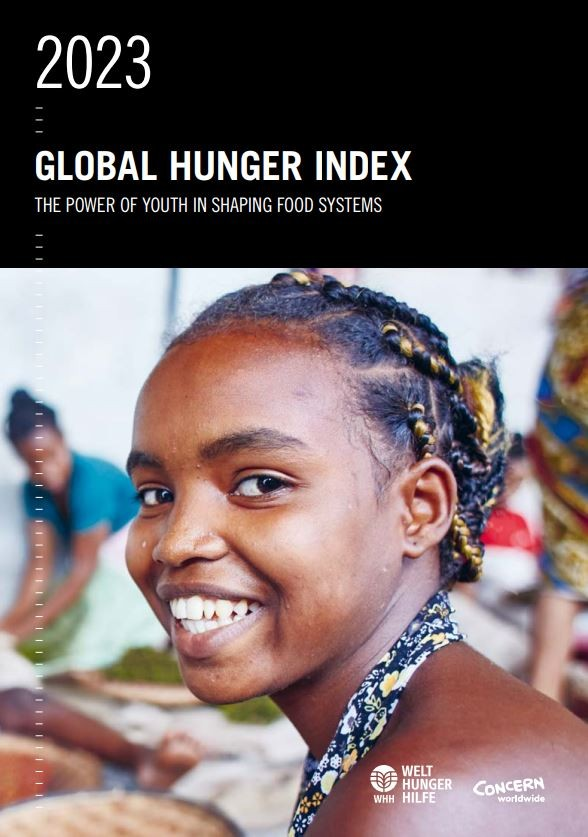 2023
GLOBAL HUNGER INDEX
THE POWER OF YOUTH IN SHAPING FOOD SYSTEMS
WHH
WELT
HUNGER
HILFE
CONCERN
worldwide